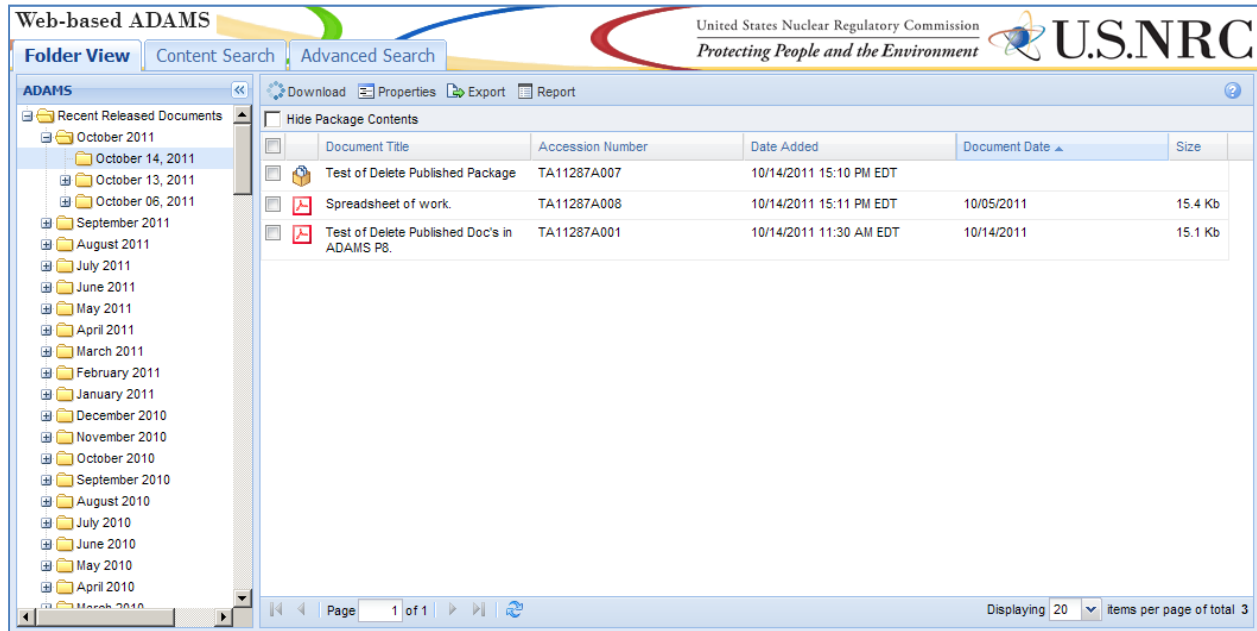 Web-based ADAMS
United States Nuclear Regulatory Commission
Protecting People and the Environment
U.S.NRC
Folder View
Content Search
Advanced Search
ADAMS
Download
Properties
Export
Report
Recent Released Documents
October 2011
October 14, 2011
October 13, 2011
October 06, 2011
September 2011
August 2011
July 2011
June 2011
May 2011
April 2011
March 2011
February 2011
January 2011
December 2010
November 2010
October 2010
September 2010
August 2010
July 2010
June 2010
May 2010
April 2010
March 2010
Hide Package Contents
Document Title Accession Number Date Added Document Date Size
Test of Delete Published Package TA11287A007 10/14/2011 15:10 PM EDT
Spreadsheet of work. TA11287A008 10/14/2011 15:11 PM EDT 10/05/2011 15.4 Kb
Test of Delete Published Doc's in TA11287A001 10/14/2011 11:30 AM EDT 10/14/2011 15.1 Kb
ADAMS P8.
Page 1 of 1
Displaying 20 items per page of total 3